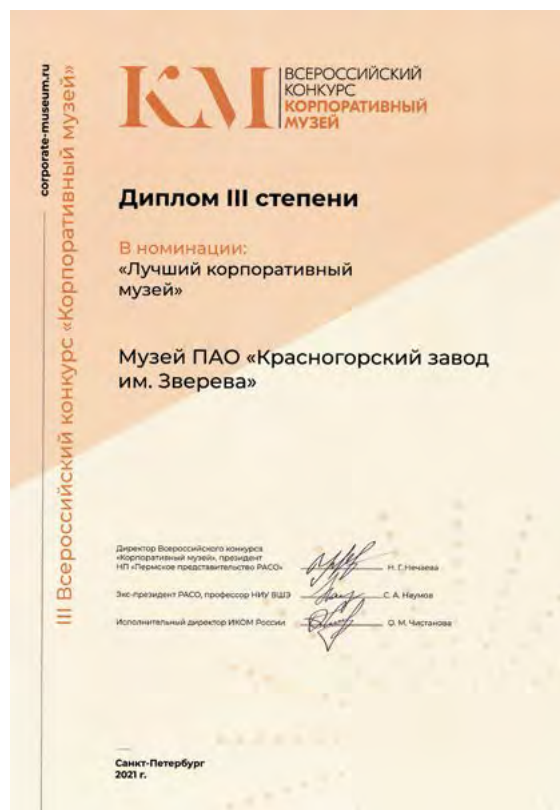 corporate-museum.ru
III Всероссийский конкурс «Корпоративный музей»
КМ
ВСЕРОССИЙСКИЙ
КОНКУРС
КОРПОРАТИВНЫЙ
МУЗЕЙ
Диплом III степени
В номинации:
«Лучший корпоративный
музей»
Музей ПАО «Красногорский завод
им. Зверева»
Директор Всероссийского конкурса
«Корпоративный музей», президент
НП «Пермское представительство РАСО»
Н. Г. Нечаева
Экс-президент РАСО, профессор НИУ ВШЭ
С. А. Наумов
Исполнительный директор ИКОМ России
О. М. Чистанова
Санкт-Петербург
2021 г.